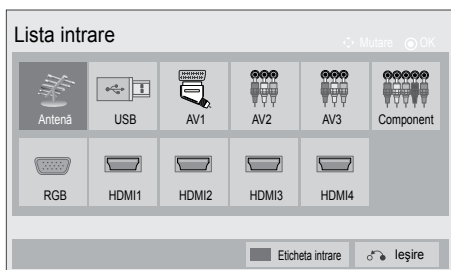 Lista intrare
Mutare OK
Antenă USB AV1 AV2 AV3 Component
RGB HDMI1 HDMI2 HDMI3 HDMI4
Eticheta intrare Ieşire